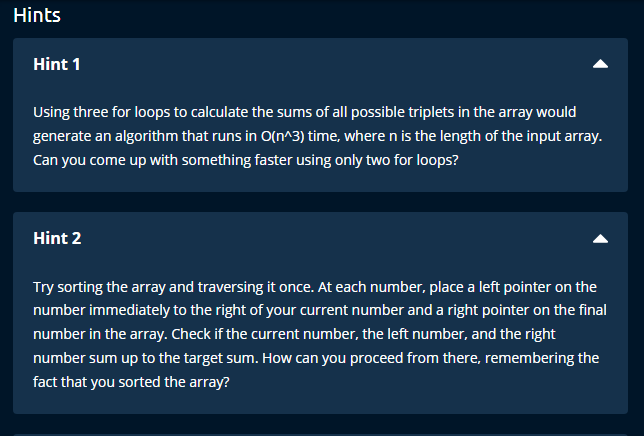 Hints
Hint 1
Using three for loops to calculate the sums of all possible triplets in the array would
generate an algorithm that runs in O(n^3) time, where n is the length of the input array.
Can you come up with something faster using only two for loops?
Hint 2
Try sorting the array and traversing it once. At each number, place a left pointer on the
number immediately to the right of your current number and a right pointer on the final
number in the array. Check if the current number, the left number, and the right
number sum up to the target sum. How can you proceed from there, remembering the
fact that you sorted the array?